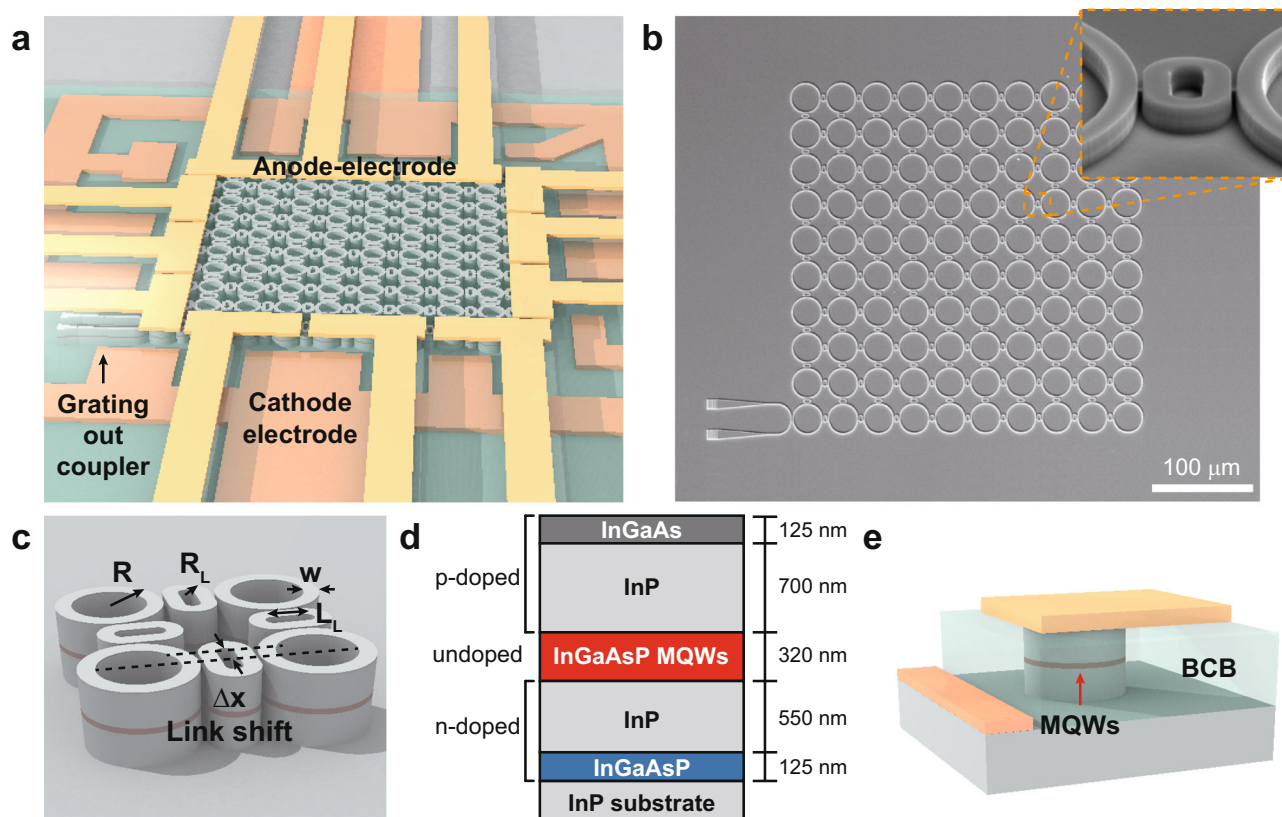 a
Anode-electrode
Grating
out
coupler
Cathode
electrode
b
100 μm
c
R
R_L
w
L_L
Δx
Link shift
d
p-doped
undoped
n-doped
InGaAs
InP
InGaAsP MQWs
InP
InGaAsP
InP substrate
125 nm
700 nm
320 nm
550 nm
125 nm
e
BCB
MQWs